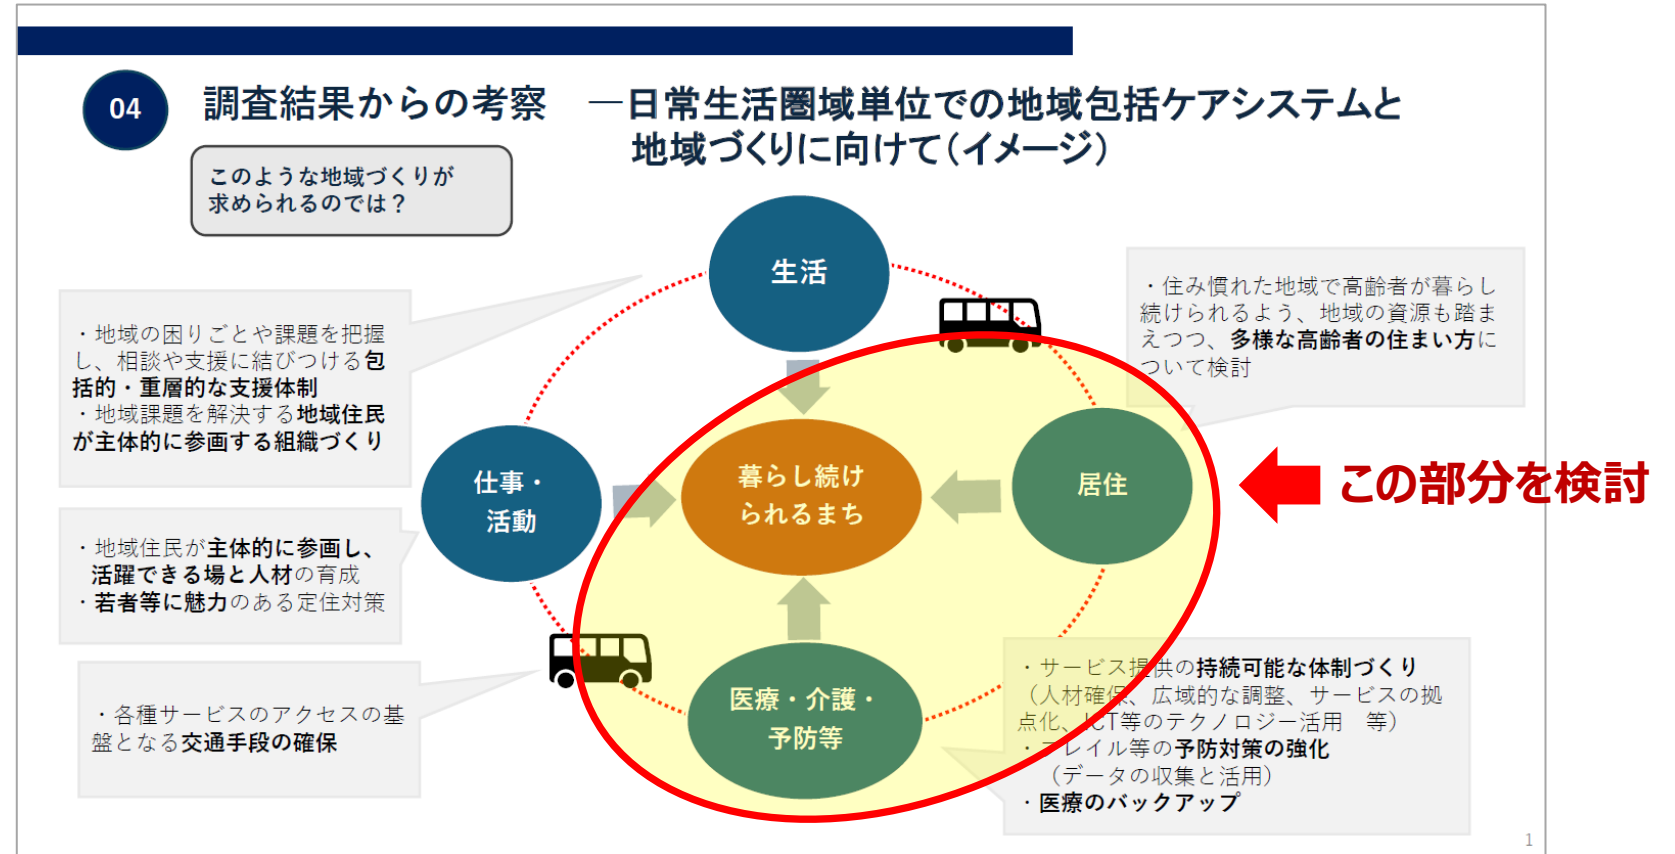 04
調査結果からの考察　―日常生活圏域単位での地域包括ケアシステムと
地域づくりに向けて(イメージ)
このような地域づくりが
求められるのでは？
生活
・住み慣れた地域で高齢者が暮らし
続けられるよう、地域の資源も踏ま
えつつ、多様な高齢者の住まい方に
ついて検討
・地域の困りごとや課題を把握
し、相談や支援に結びつける包
括的・重層的な支援体制
・地域課題を解決する地域住民
が主体的に参画する組織づくり
仕事・
活動
暮らし続け
られるまち
居住
この部分を検討
・地域住民が主体的に参画し、
活躍できる場と人材の育成
・若者等に魅力のある定住対策
・各種サービスのアクセスの基
盤となる交通手段の確保
医療・介護・
予防等
・サービス提供の持続可能な体制づくり
（人材確保、広域的な調整、サービスの拠
点化、ICT等のテクノロジー活用　等）
・フレイル等の予防対策の強化
（データの収集と活用）
・医療のバックアップ
1